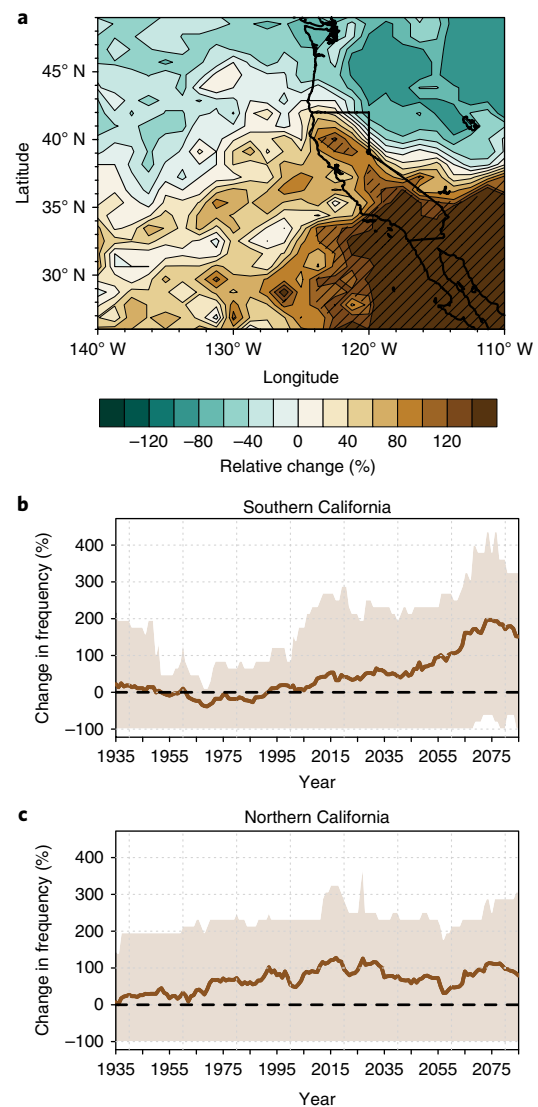 a
45° N
40° N
35° N
30° N
Latitude
140° W 130° W 120° W 110° W
Longitude
−120 −80 −40 0 40 80 120
Relative change (%)
b
Southern California
400
300
200
100
0
−100
Change in frequency (%)
1935 1955 1975 1995 2015 2035 2055 2075
Year
c
Northern California
400
300
200
100
0
−100
Change in frequency (%)
1935 1955 1975 1995 2015 2035 2055 2075
Year